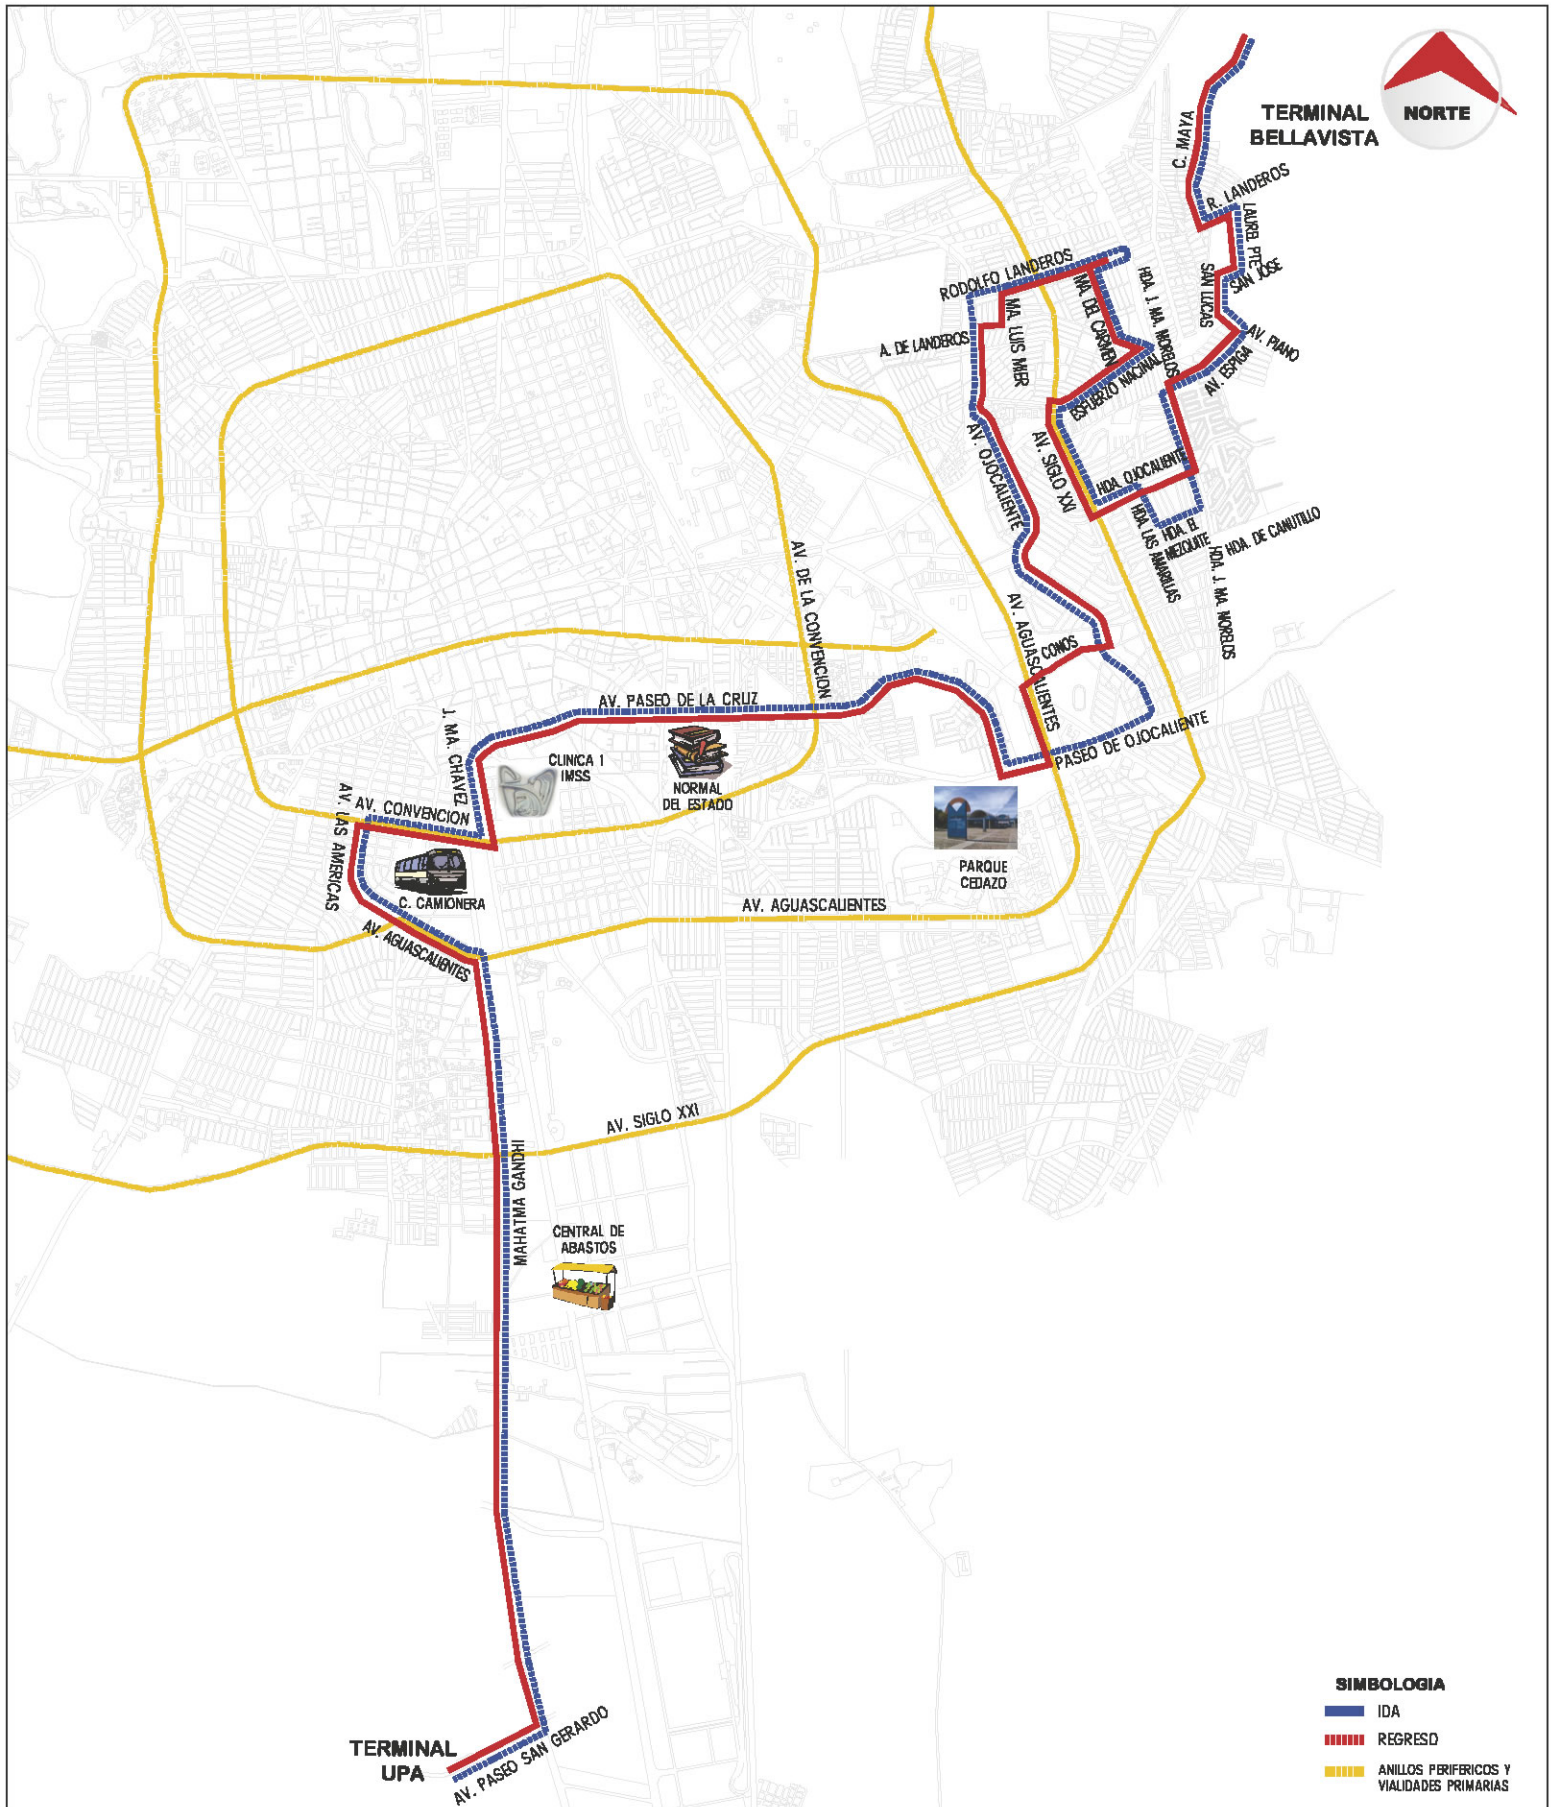 NORTE
TERMINAL
BELLAVISTA
C. MAYA
R. LANDEROS
LAUREL PTE
SAN JOSE
SAN LUCAS
AV. PIANO
AV. ESPIGA
RODOLFO LANDEROS
HDA. J. MA. MORELOS
MA. DEL CARMEN
MA. LUIS MIER
A. DE LANDEROS
ESFUERZO NACINAL
AV. OJOCALIENTE
AV. SIGLO XXI
HDA. OJOCALIENTE
HDA. LAS AMARILLAS
HDA. EL
MEZQUITE
HDA. DE CANUTILLO
HDA. J. MA. MORELOS
AV. DE LA CONVENCION
AV. AGUASCALIENTES
CONOS
AV. PASEO DE LA CRUZ
PASEO DE OJOCALIENTE
J. MA. CHAVEZ
CLINICA 1
IMSS
NORMAL
DEL ESTADO
AV. CONVENCION
AV. LAS AMERICAS
C. CAMIONERA
PARQUE
CEDAZO
AV. AGUASCALIENTES
AV. AGUASCALIENTES
AV. SIGLO XXI
MAHATMA GANDHI
CENTRAL DE
ABASTOS
TERMINAL
UPA
AV. PASEO SAN GERARDO
SIMBOLOGIA
IDA
REGRESO
ANILLOS PERIFERICOS Y
VIALIDADES PRIMARIAS